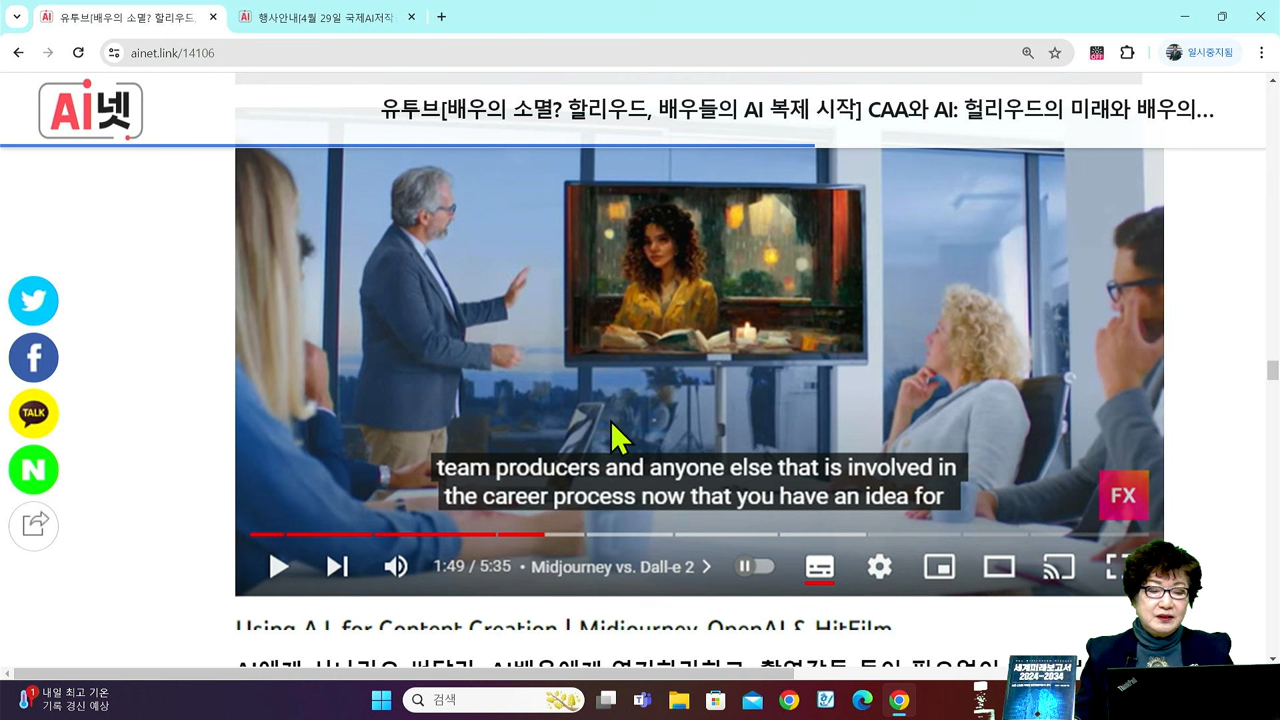 유튜브[배우의 소멸? 할리우드,
행사안내[4월 29일 국제AI저작
ainet.link/14106
OFF
일시중지됨
Ai넷
유튜브[배우의 소멸? 할리우드, 배우들의 AI 복제 시작] CAA와 AI: 헐리우드의 미래와 배우의...
TALK
N
team producers and anyone else that is involved in
the career process now that you have an idea for
FX
1:49 / 5:35 • Midjourney vs. Dall-e 2
Using A.I. for Content Creation | Midjourney, OpenAI & HitFilm
세계미래보고서
2024-2034
ThinkPad
1
내일 최고 기온
기록 경신 예상
검색